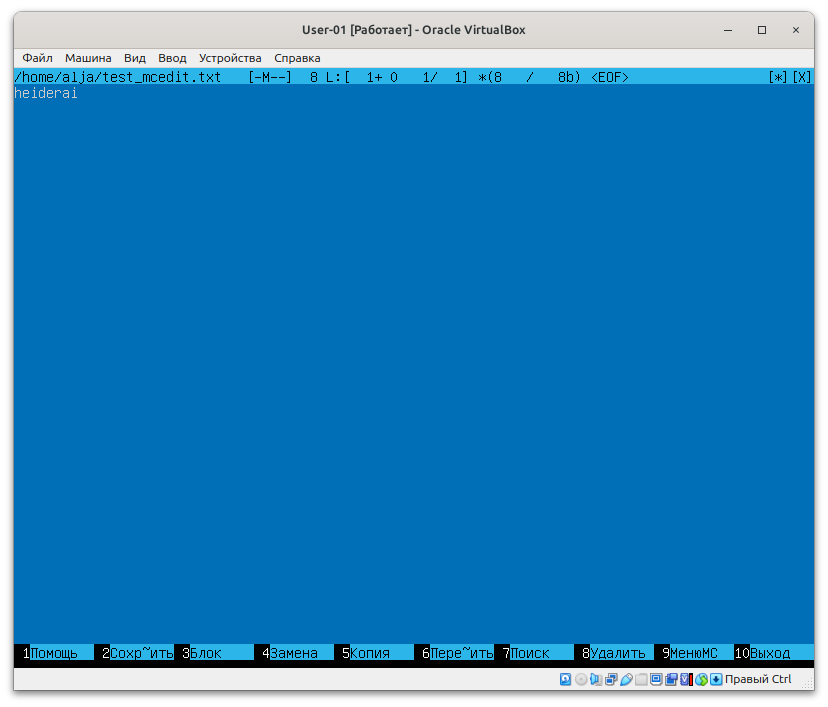 User-01 [Работает] - Oracle VirtualBox
Файл Машина Вид Ввод Устройства Справка
/home/alja/test_mcedit.txt [-M--] 8 L:[ 1+ 0 1/ 1] *(8 / 8b) <EOF> [*][X]
heiderai
1Помощь 2Сохр~ить 3Блок 4Замена 5Копия 6Пере~ить 7Поиск 8Удалить 9МенюMC 10Выход
Правый Ctrl